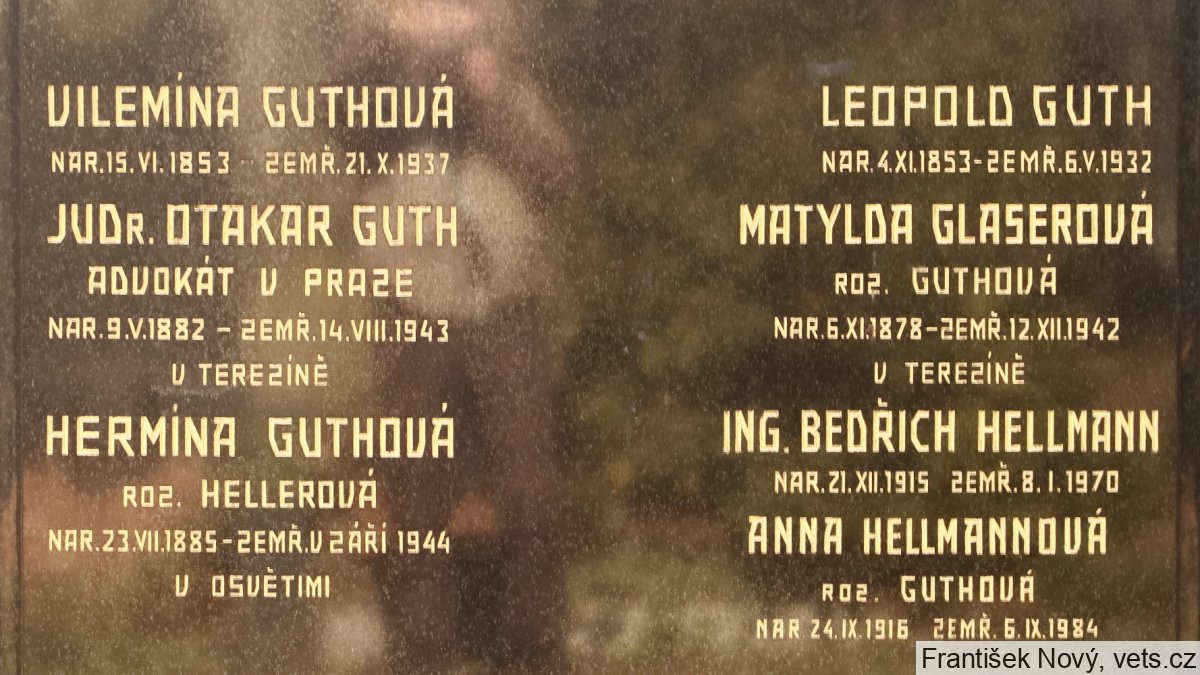 VILEMÍNA GUTHOVÁ
NAR.15.VI.1853 - ZEMŘ.21.X.1937
JUDR. OTAKAR GUTH
ADVOKÁT V PRAZE
NAR.9.V.1882 - ZEMŘ.14.VIII.1943
V TEREZÍNĚ
HERMÍNA GUTHOVÁ
ROZ. HELLEROVÁ
NAR.23.VII.1885-ZEMŘ.V ZÁŘÍ 1944
V OSVĚTIMI
LEOPOLD GUTH
NAR.4.XI.1853-ZEMŘ.6.V.1932
MATYLDA GLASEROVÁ
ROZ. GUTHOVÁ
NAR.6.XI.1878-ZEMŘ.12.XII.1942
V TEREZÍNĚ
ING. BEDŘICH HELLMANN
NAR.21.XII.1915 ZEMŘ.8.I.1970
ANNA HELLMANNOVÁ
ROZ. GUTHOVÁ
NAR 24.IX.1916 ZEMŘ.6.IX.1984
František Nový, vets.cz